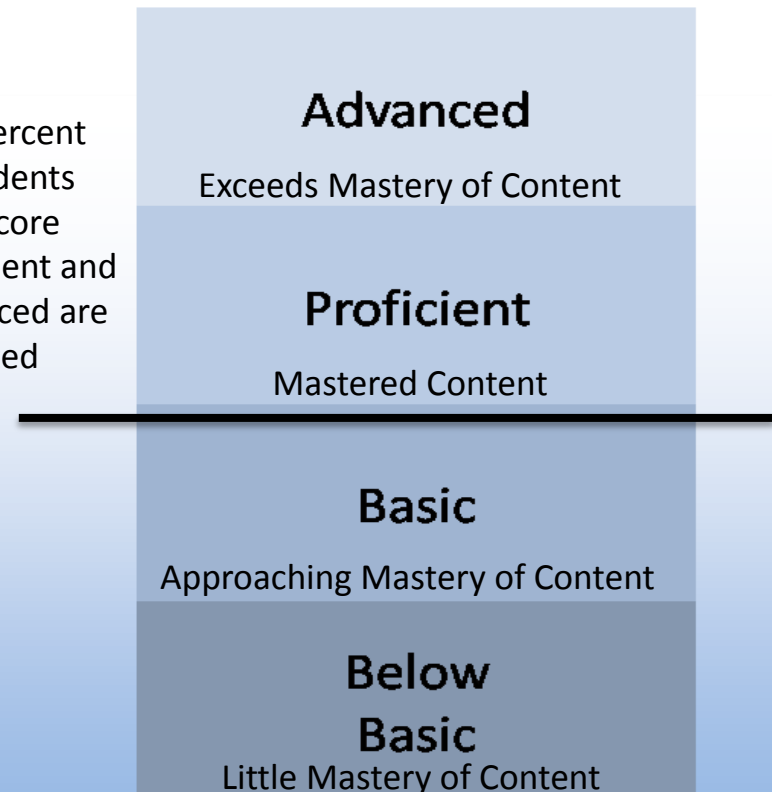 Advanced
Exceeds Mastery of Content
ercent
dents
core
ent and
ced are
ed
Proficient
Mastered Content
Basic
Approaching Mastery of Content
Below
Basic
Little Mastery of Content